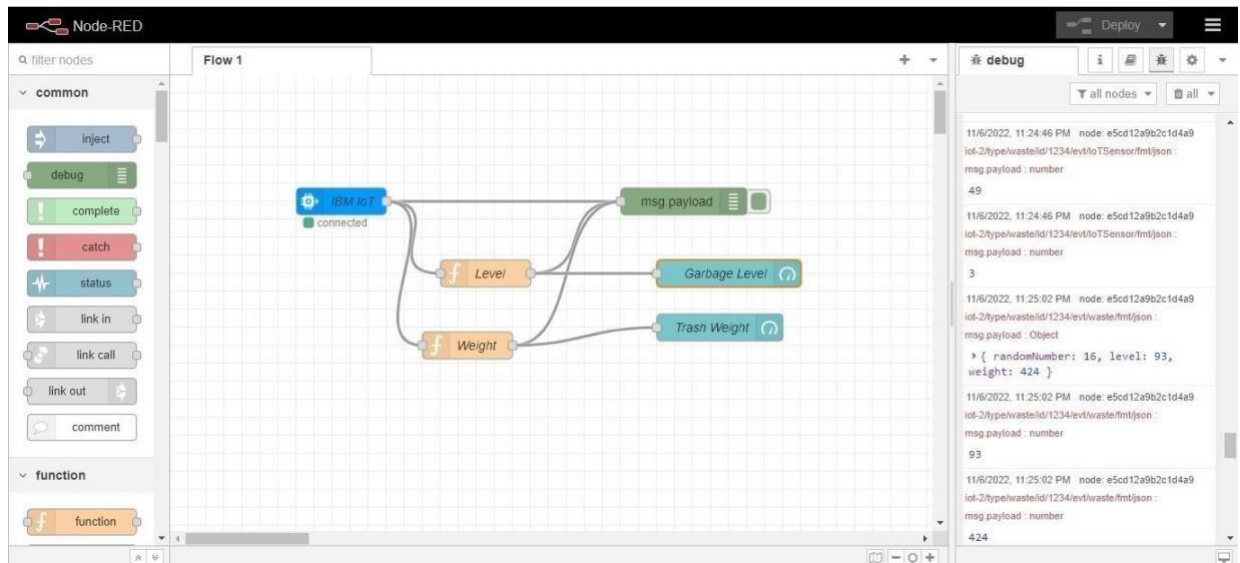 Node-RED
Deploy
filter nodes
Flow 1
debug
i
common
all nodes
all
inject
debug
complete
catch
status
link in
link call
link out
comment
function
function
IBM IoT
connected
msg.payload
Level
Garbage Level
Weight
Trash Weight
11/6/2022, 11:24:46 PM node: e5cd12a9b2c1d4a9
iot-2/type/waste/id/1234/evt/IoTSensor/fmt/json :
msg.payload : number
49
11/6/2022, 11:24:46 PM node: e5cd12a9b2c1d4a9
iot-2/type/waste/id/1234/evt/IoTSensor/fmt/json :
msg.payload : number
3
11/6/2022, 11:25:02 PM node: e5cd12a9b2c1d4a9
iot-2/type/waste/id/1234/evt/waste/fmt/json :
msg.payload : Object
{ randomNumber: 16, level: 93,
weight: 424 }
11/6/2022, 11:25:02 PM node: e5cd12a9b2c1d4a9
iot-2/type/waste/id/1234/evt/waste/fmt/json :
msg.payload : number
93
11/6/2022, 11:25:02 PM node: e5cd12a9b2c1d4a9
iot-2/type/waste/id/1234/evt/waste/fmt/json :
msg.payload : number
424